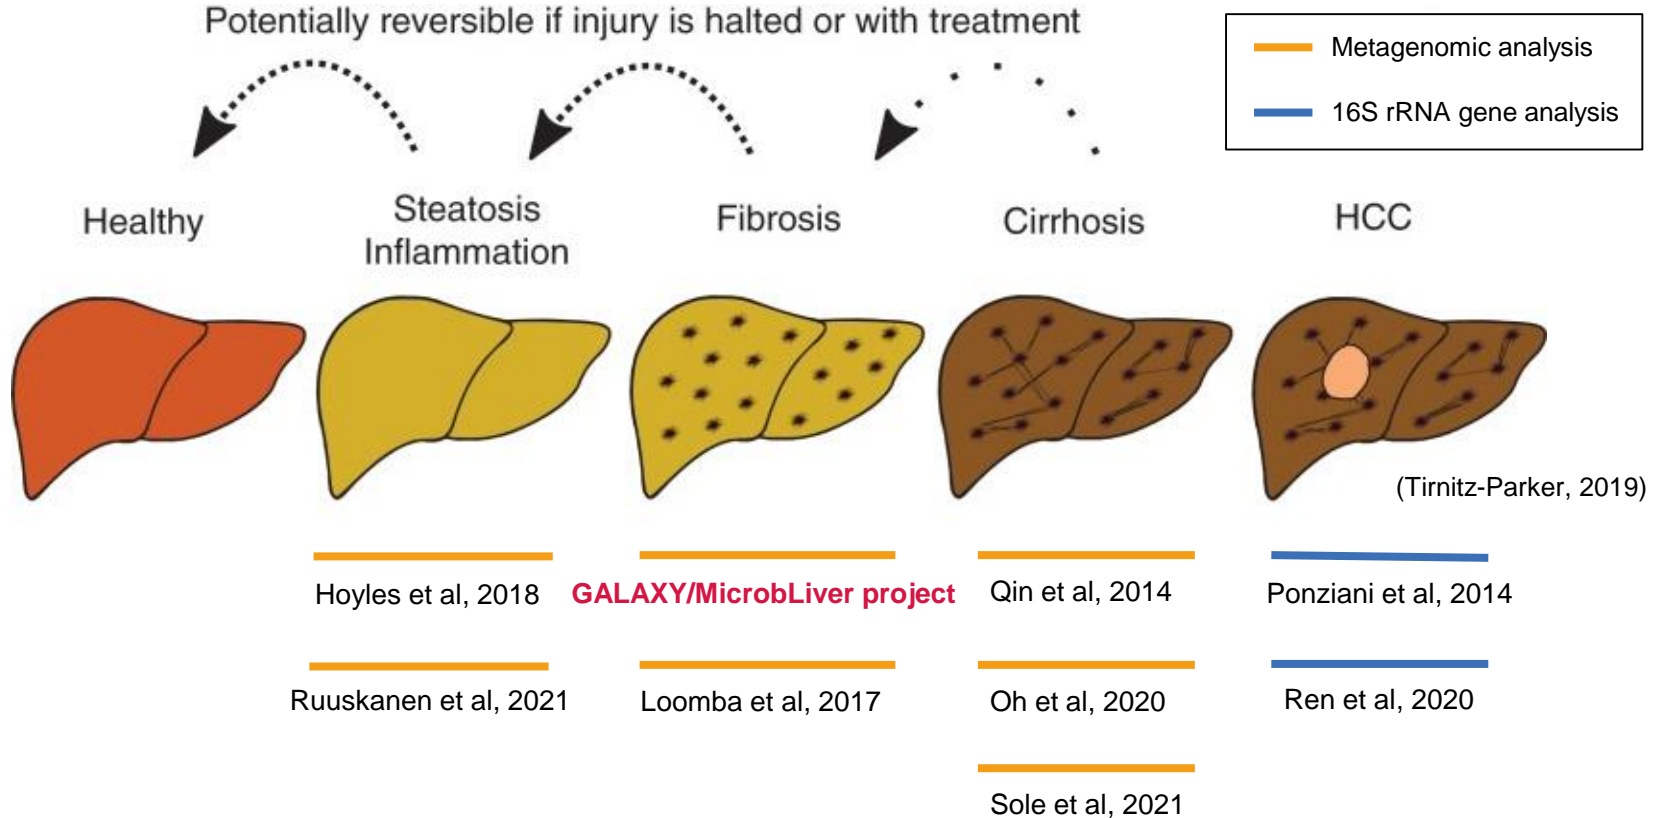 Potentially reversible if injury is halted or with treatment
Metagenomic analysis
16S rRNA gene analysis
Healthy
Steatosis
Inflammation
Fibrosis
Cirrhosis
HCC
(Tirnitz-Parker, 2019)
Hoyles et al, 2018
GALAXY/MicrobLiver project
Qin et al, 2014
Ponziani et al, 2014
Ruuskanen et al, 2021
Loomba et al, 2017
Oh et al, 2020
Ren et al, 2020
Sole et al, 2021